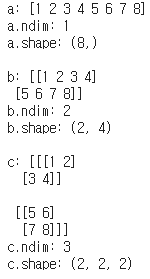 a: [1 2 3 4 5 6 7 8]
a.ndim: 1
a.shape: (8,)

b: [[1 2 3 4]
 [5 6 7 8]]
b.ndim: 2
b.shape: (2, 4)

c: [[[1 2]
  [3 4]]

 [[5 6]
  [7 8]]]
c.ndim: 3
c.shape: (2, 2, 2)